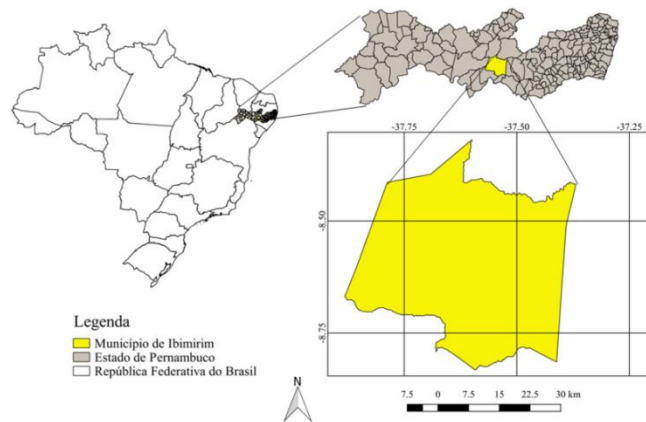 -37.75
-37.50
-37.25
-8.50
-8.75
Legenda
Município de Ibimirim
Estado de Pernambuco
República Federativa do Brasil
N
7.5 0 7.5 15 22.5 30 km